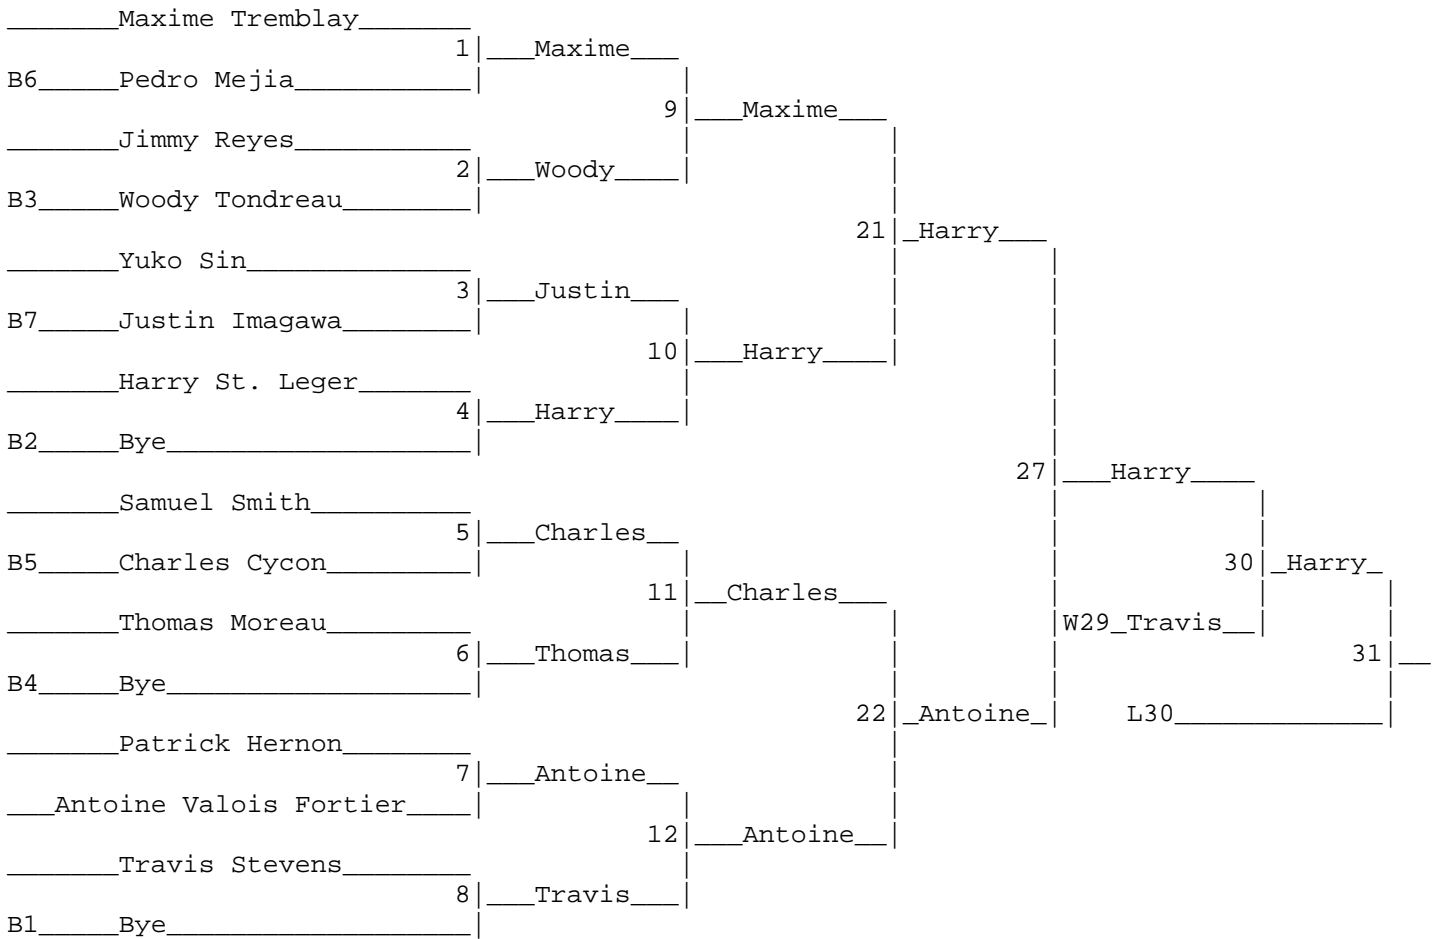 _______Maxime Tremblay_______
1|___Maxime___
B6_____Pedro Mejia___________| |
9|___Maxime___
_______Jimmy Reyes___________ | |
2|___Woody____| |
B3_____Woody Tondreau________| |
21|_Harry___
_______Yuko Sin______________ | |
3|___Justin___ | |
B7_____Justin Imagawa________| | | |
10|___Harry____| |
_______Harry St. Leger_______ | |
4|___Harry____| |
B2_____Bye___________________| |
27|___Harry____
_______Samuel Smith__________ | |
5|___Charles__ | |
B5_____Charles Cycon_________| | | 30|_Harry_
11|__Charles___ | | |
_______Thomas Moreau_________ | | |W29_Travis__| |
6|___Thomas___| | | 31|__
B4_____Bye___________________| | | |
22|_Antoine_| L30_____________|
_______Patrick Hernon________ |
7|___Antoine__ |
___Antoine Valois Fortier____| | |
12|___Antoine__|
_______Travis Stevens________ |
8|___Travis___|
B1_____Bye___________________|